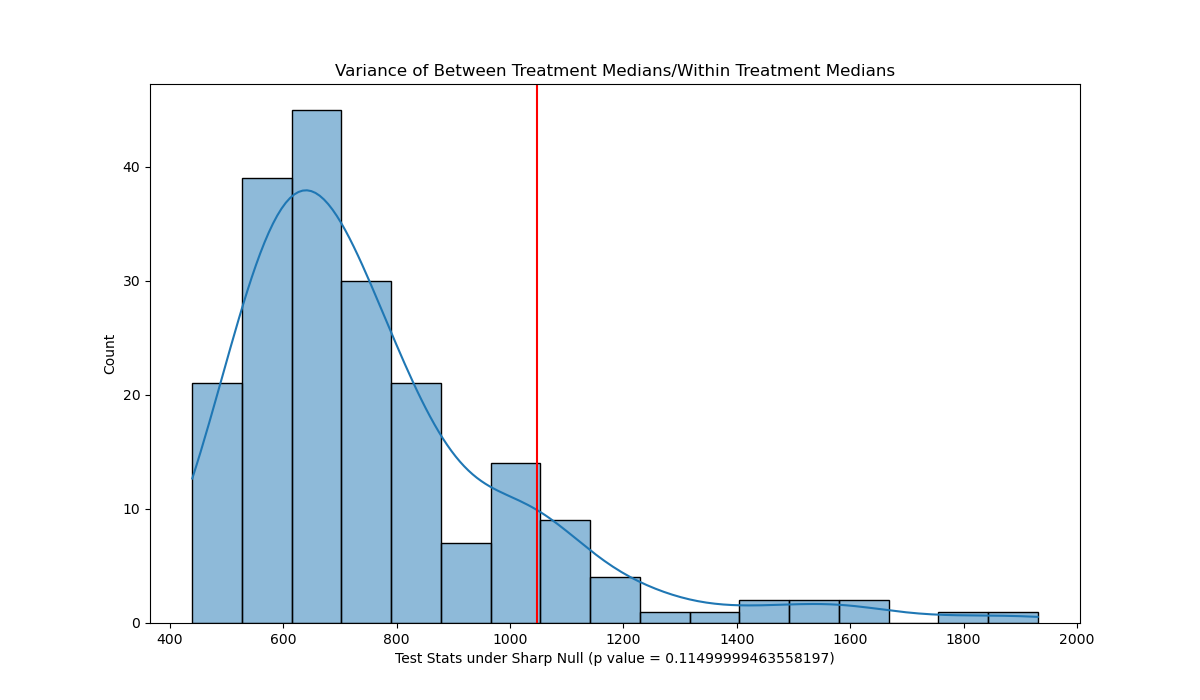 Variance of Between Treatment Medians/Within Treatment Medians
Count
40
30
20
10
0
400 600 800 1000 1200 1400 1600 1800 2000
Test Stats under Sharp Null (p value = 0.11499999463558197)